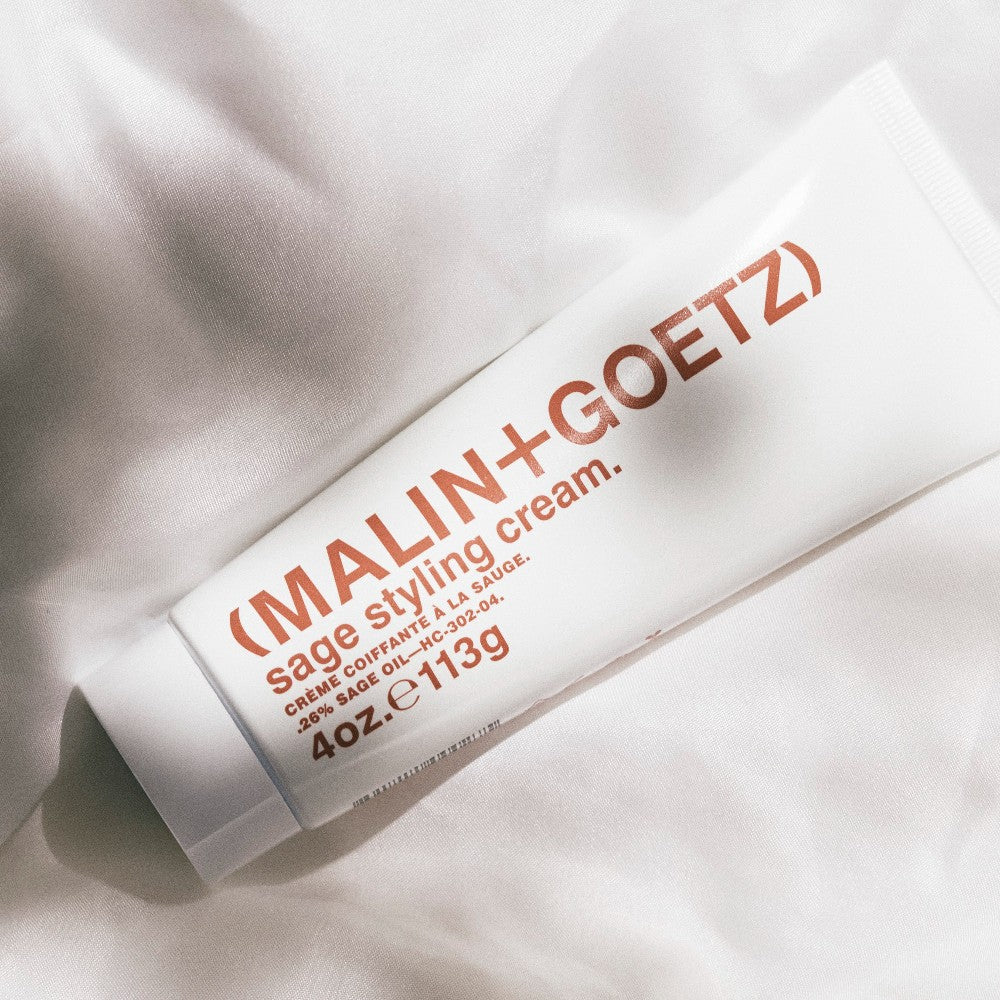 (MALIN+GOETZ)
sage styling cream.
CRÈME COIFFANTE À LA SAUGE.
.26% SAGE OIL—HC-302-04.
4oz.℮113g